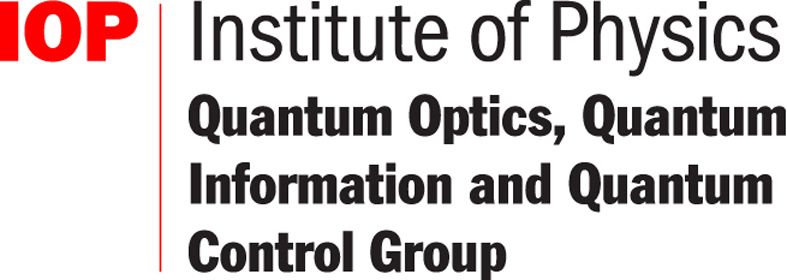 IOP Institute of Physics
Quantum Optics, Quantum
Information and Quantum
Control Group